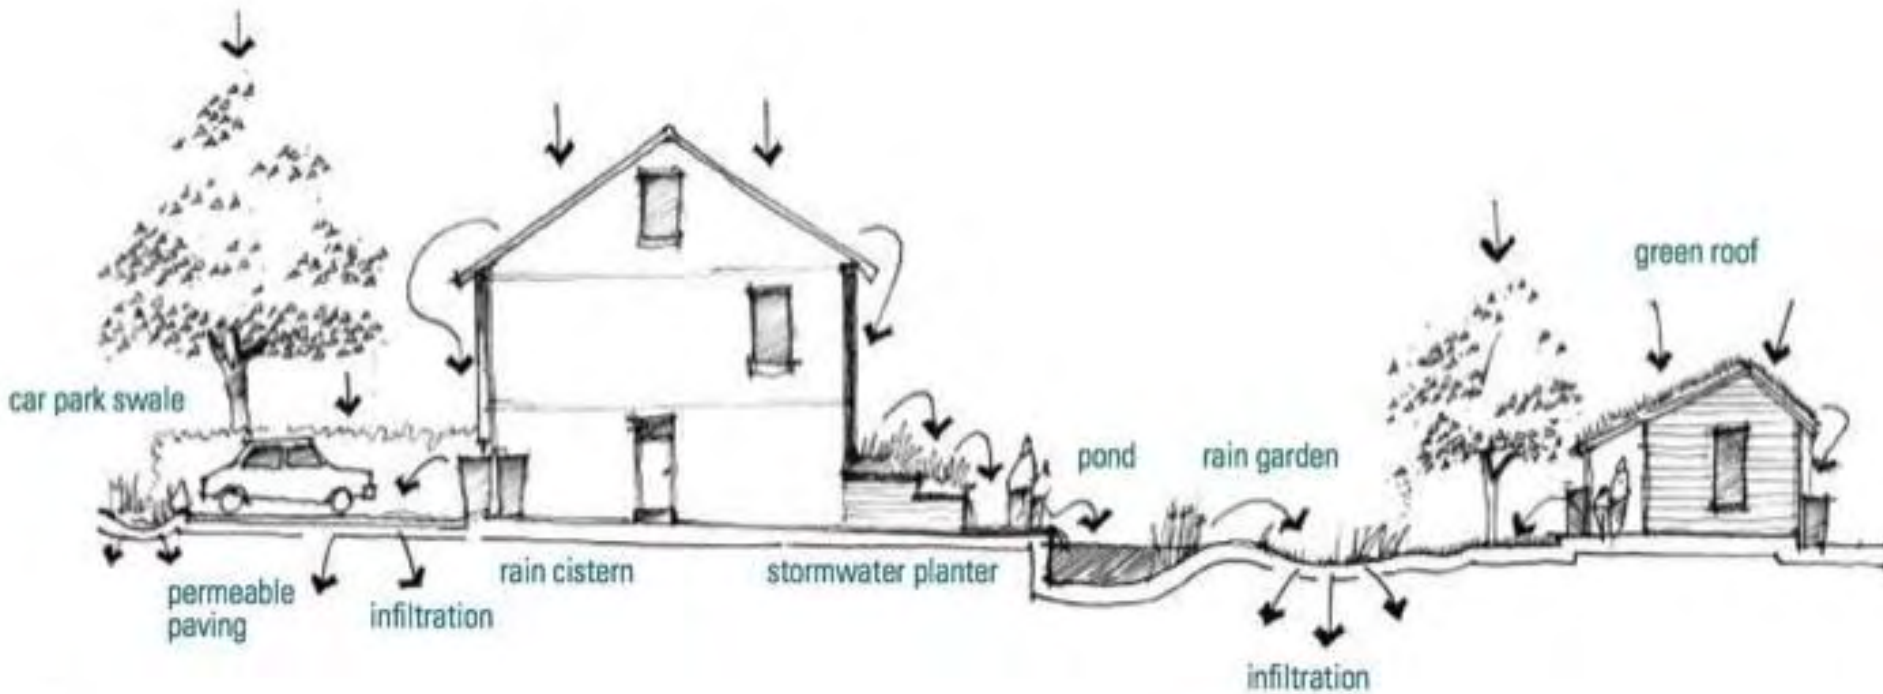 green roof
car park swale
pond
rain garden
rain cistern
stormwater planter
permeable
paving
infiltration
infiltration